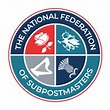 THE NATIONAL FEDERATION
OF SUBPOSTMASTERS